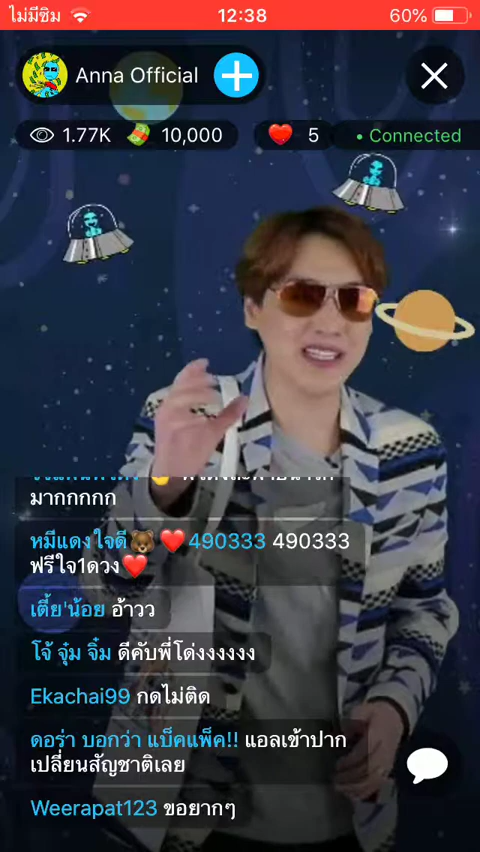 ไม่มีซิม 12:38 60%
Anna Official
1.77K 10,000 5 • Connected
มากกกกก
หมีแดงใจดี🐻❤️490333 490333
ฟรีใจ1ดวง❤️
เตี้ย'น้อย อ้าวว
โจ้ จุ๋ม จิ๋ม ดีคับพี่โด่งงงงงง
Ekachai99 กดไม่ติด
ดอร่า บอกว่า แบ็คแพ็ค!! แอลเข้าปาก
เปลี่ยนสัญชาติเลย
Weerapat123 ขอยากๆ